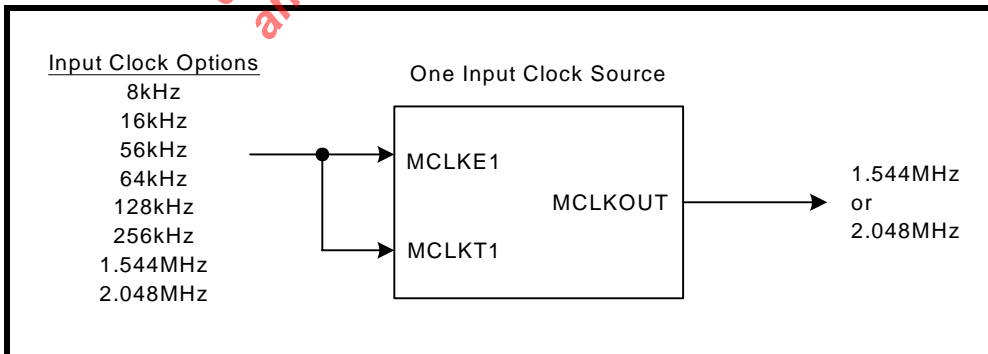 Input Clock Options
8kHz
16kHz
56kHz
64kHz
128kHz
256kHz
1.544MHz
2.048MHz
One Input Clock Source
MCLKE1
MCLKT1
MCLKOUT
1.544MHz
or
2.048MHz